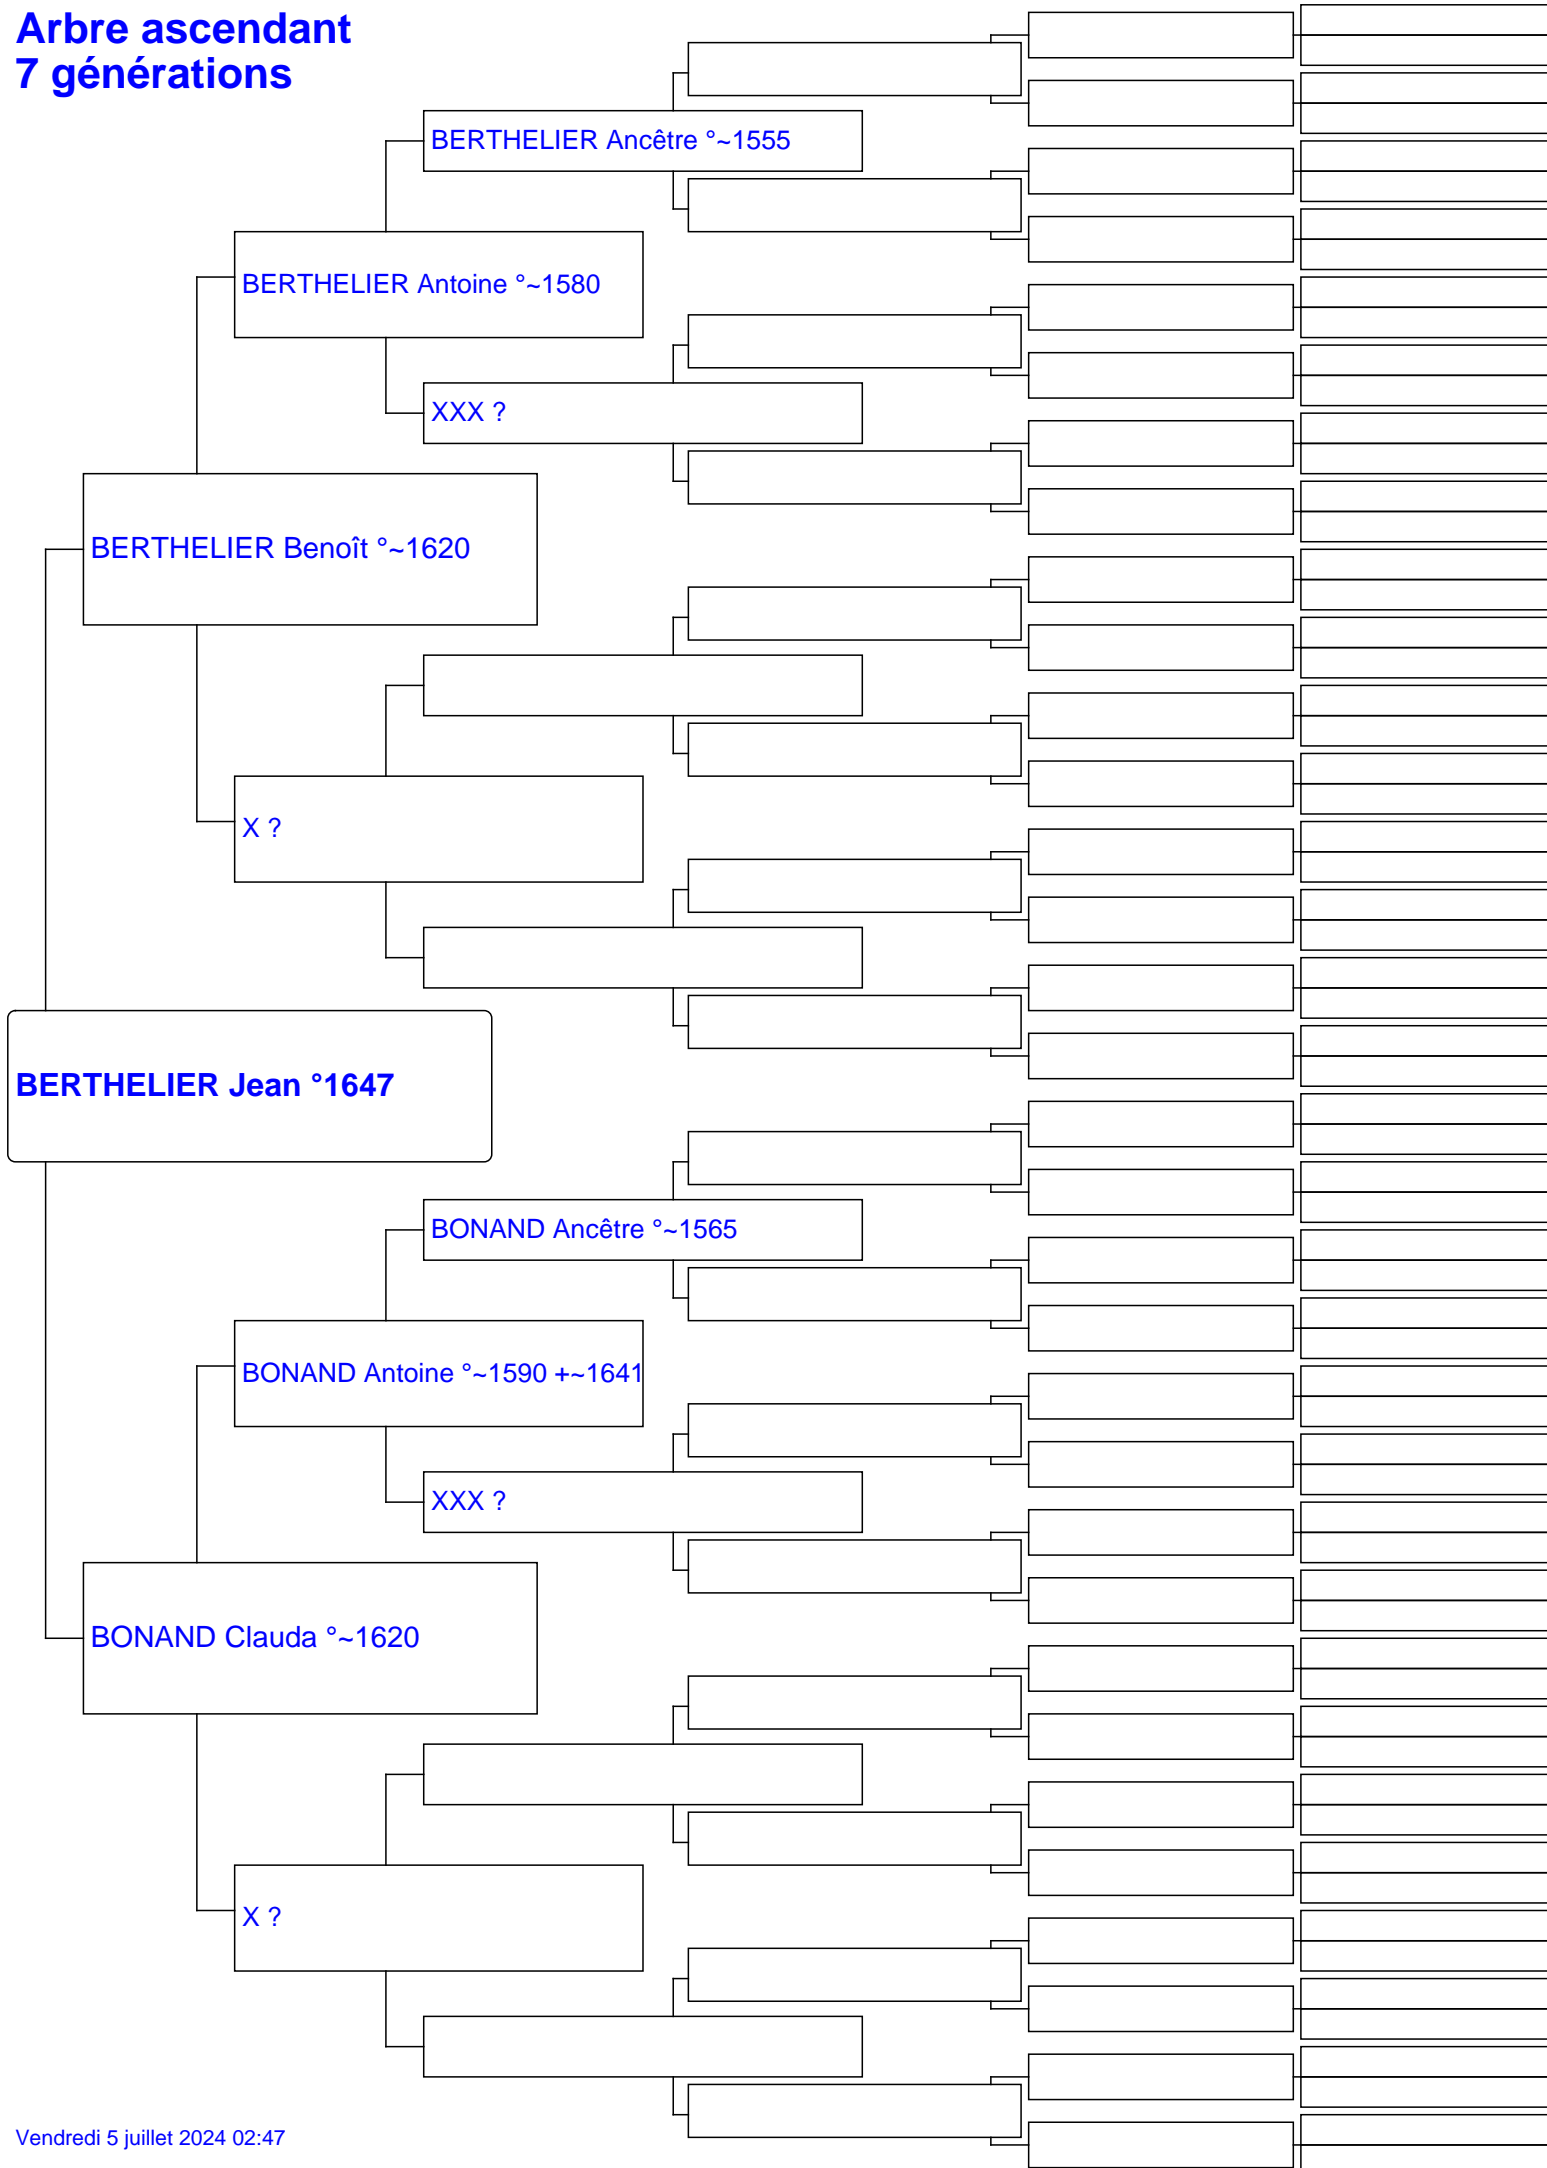 Arbre ascendant
7 générations
BERTHELIER Ancêtre °~1555
BERTHELIER Antoine °~1580
XXX ?
BERTHELIER Benoît °~1620
X ?
BERTHELIER Jean °1647
BONAND Ancêtre °~1565
BONAND Antoine °~1590 +~1641
XXX ?
BONAND Clauda °~1620
X ?
Vendredi 5 juillet 2024 02:47